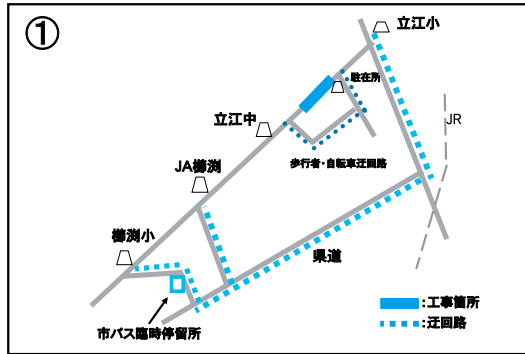 ①
立江小
駐在所
立江中
JR
歩行者・自転車迂回路
JA櫛渕
櫛渕小
県道
市バス臨時停留所
:工事箇所
:迂回路